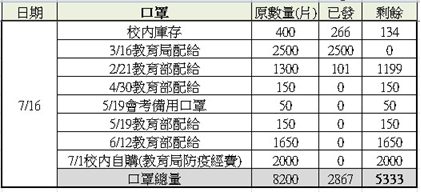 日期 口罩 原數量(片) 已發 剩餘
校內庫存 400 266 134
3/16教育局配給 2500 2500 0
2/21教育部配給 1300 101 1199
4/30教育部配給 150 0 150
7/16 5/19會考備用口罩 50 0 50
5/19教育部配給 150 0 150
6/12教育部配給 1650 0 1650
7/1校內自購(教育局防疫經費) 2000 0 2000
口罩總量 8200 2867 5333